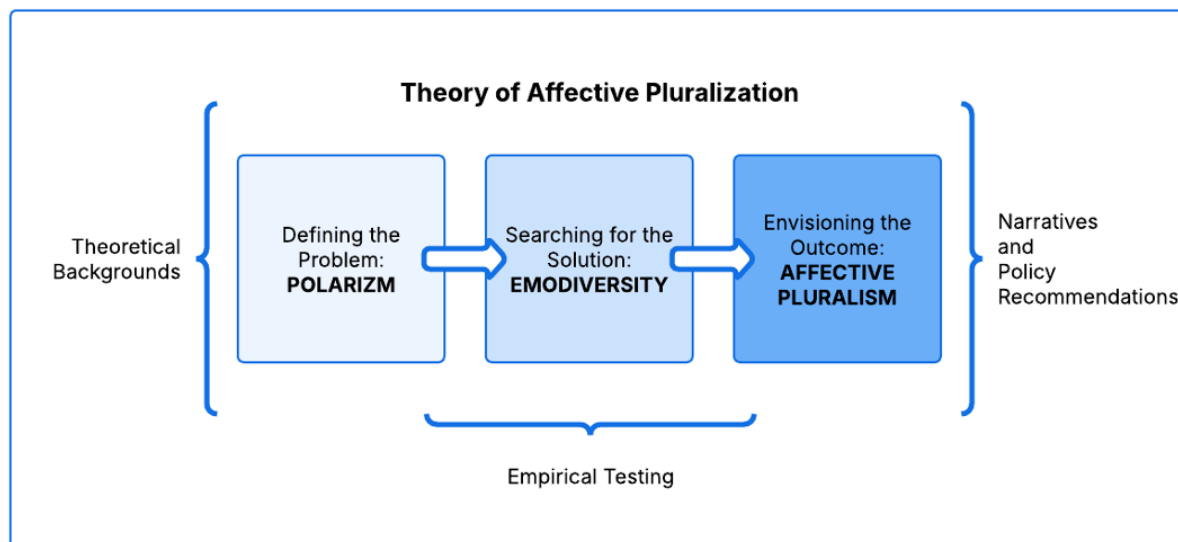 Theory of Affective Pluralization
Theoretical
Backgrounds
Defining the
Problem:
POLARIZM
Searching for the
Solution:
EMODIVERSITY
Envisioning the
Outcome:
AFFECTIVE
PLURALISM
Narratives
and
Policy
Recommendations
Empirical Testing